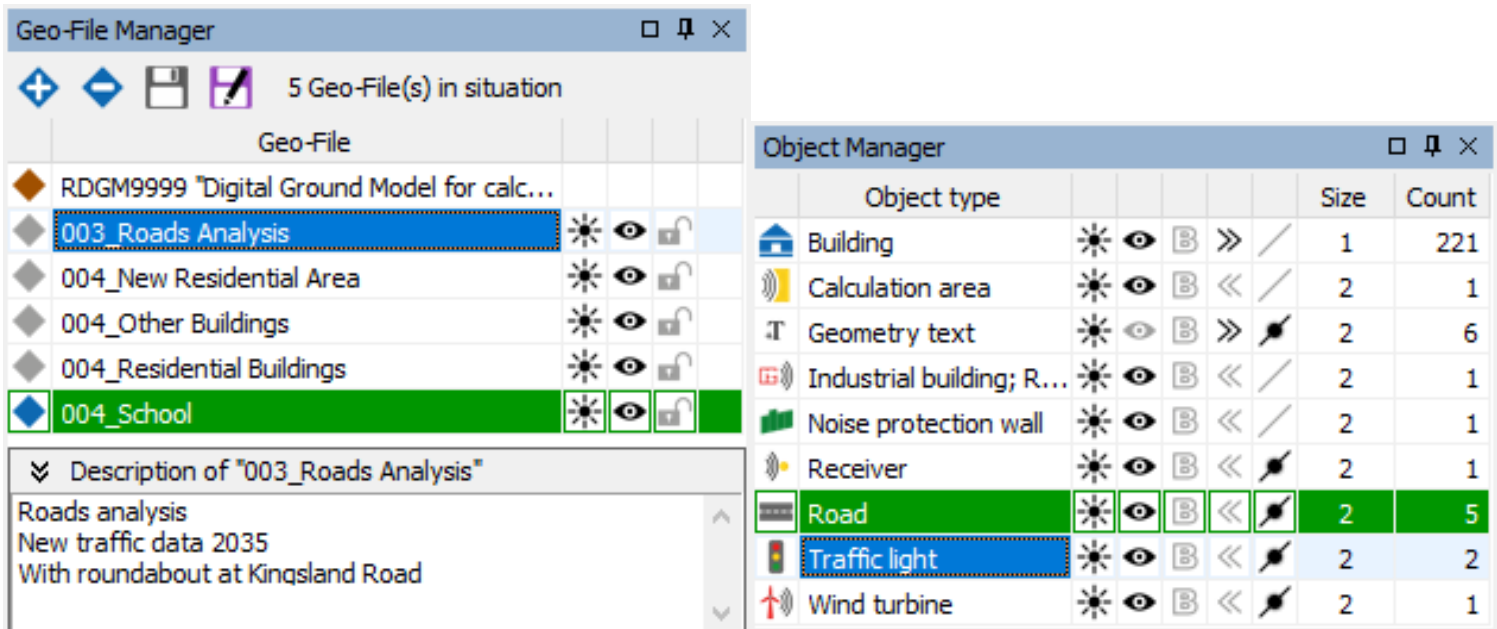 Geo-File Manager
5 Geo-File(s) in situation
Geo-File
RDGM9999 "Digital Ground Model for calc...
003_Roads Analysis
004_New Residential Area
004_Other Buildings
004_Residential Buildings
004_School
Description of "003_Roads Analysis"
Roads analysis
New traffic data 2035
With roundabout at Kingsland Road
Object Manager
Object type Size Count
Building B 1 221
Calculation area B 2 1
T Geometry text B 2 6
Industrial building; R... B 2 1
Noise protection wall B 2 1
Receiver B 2 1
Road B 2 5
Traffic light B 2 2
Wind turbine B 2 1